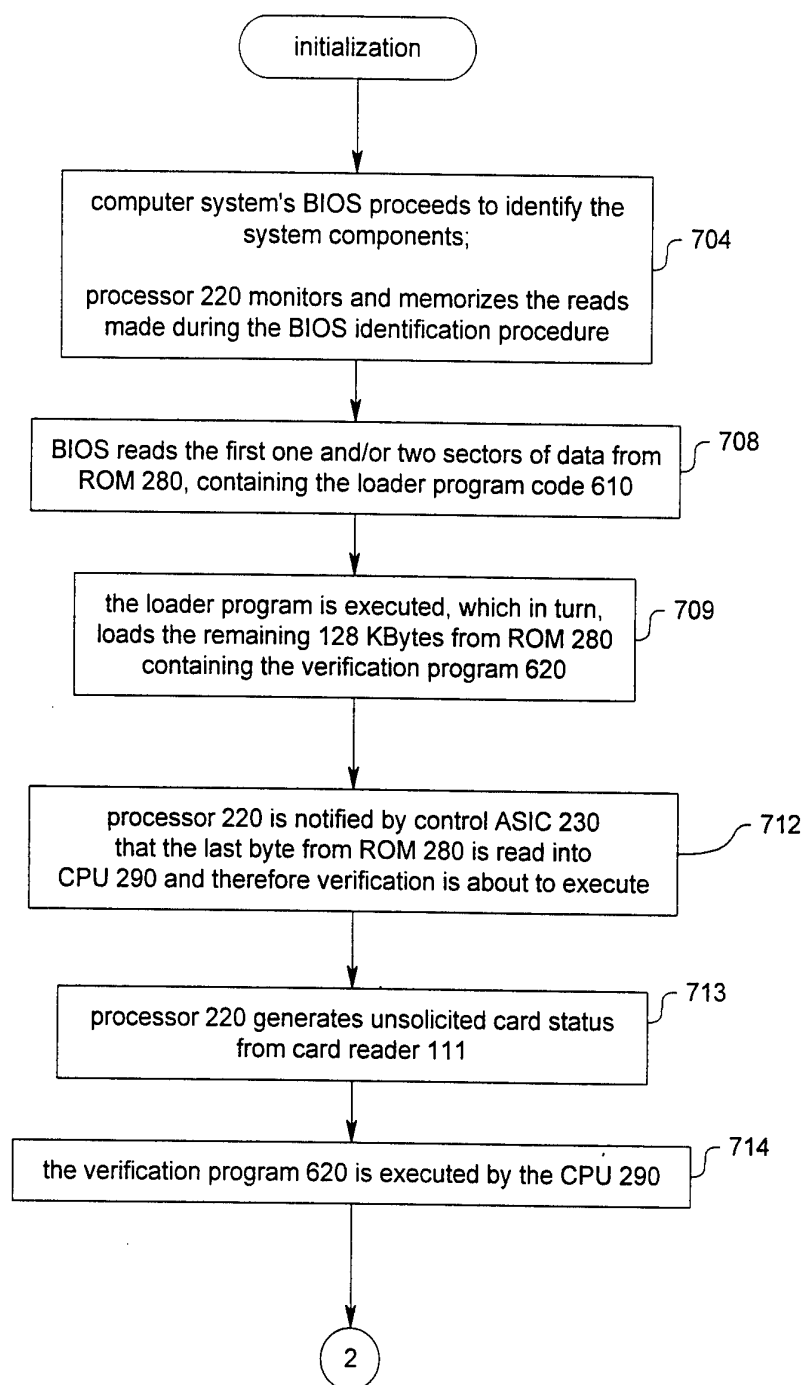 initialization
computer system's BIOS proceeds to identify the
system components;
processor 220 monitors and memorizes the reads
made during the BIOS identification procedure
704
BIOS reads the first one and/or two sectors of data from
ROM 280, containing the loader program code 610
708
the loader program is executed, which in turn,
loads the remaining 128 KBytes from ROM 280
containing the verification program 620
709
processor 220 is notified by control ASIC 230
that the last byte from ROM 280 is read into
CPU 290 and therefore verification is about to execute
712
processor 220 generates unsolicited card status
from card reader 111
713
the verification program 620 is executed by the CPU 290
714
2